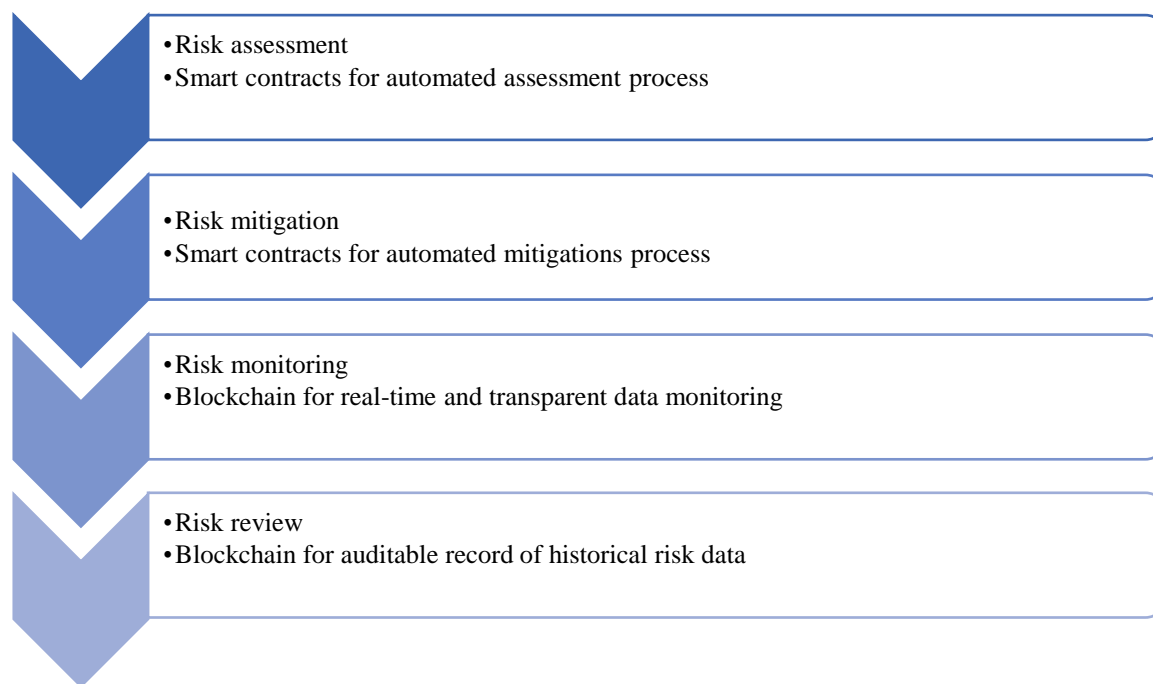 •Risk assessment
•Smart contracts for automated assessment process
•Risk mitigation
•Smart contracts for automated mitigations process
•Risk monitoring
•Blockchain for real-time and transparent data monitoring
•Risk review
•Blockchain for auditable record of historical risk data